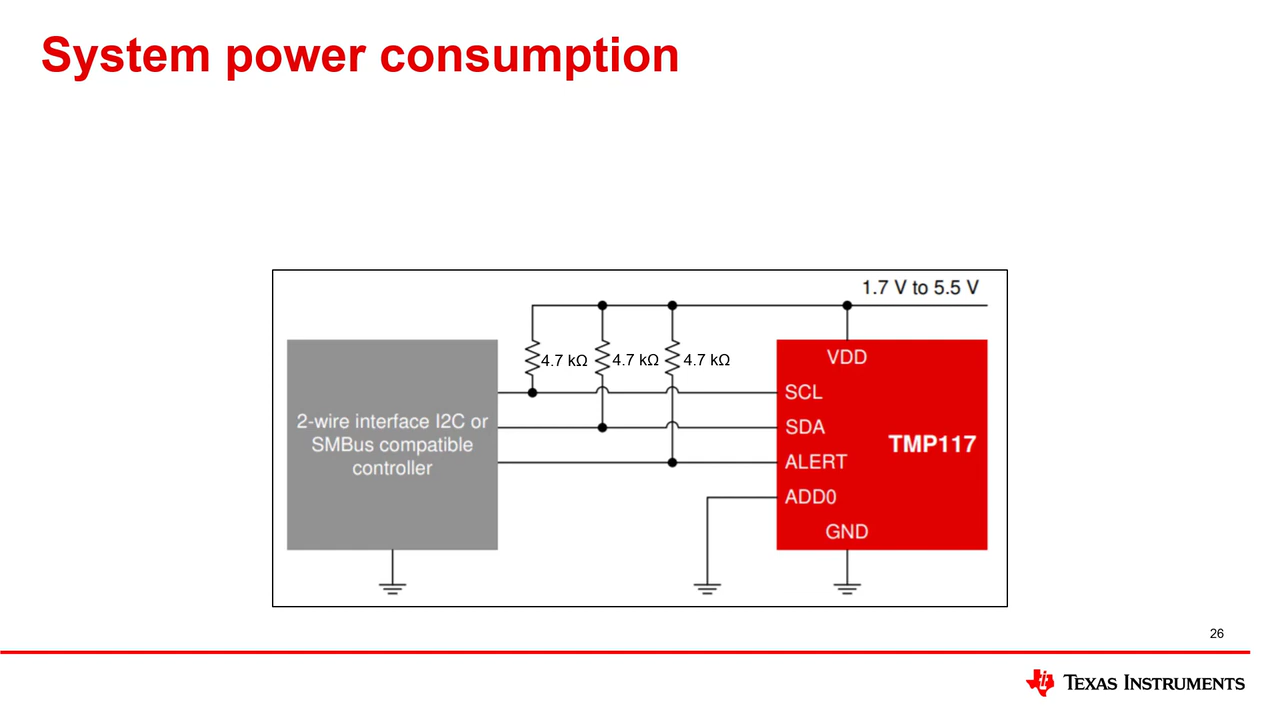 System power consumption
1.7 V to 5.5 V
4.7 kΩ 4.7 kΩ 4.7 kΩ
VDD
SCL
SDA
ALERT
ADD0
GND
TMP117
2-wire interface I2C or
SMBus compatible
controller
26
TEXAS INSTRUMENTS